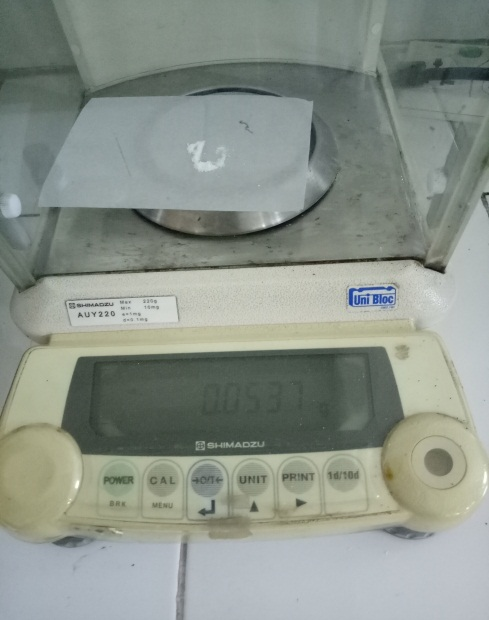 SHIMADZU
AUY220
Max 220g
Min 10mg
e=1mg
d=0.1mg
Uni Bloc
0.0537 g
SHIMADZU
POWER CAL →O/T← UNIT PRINT 1d/10d
BRK MENU